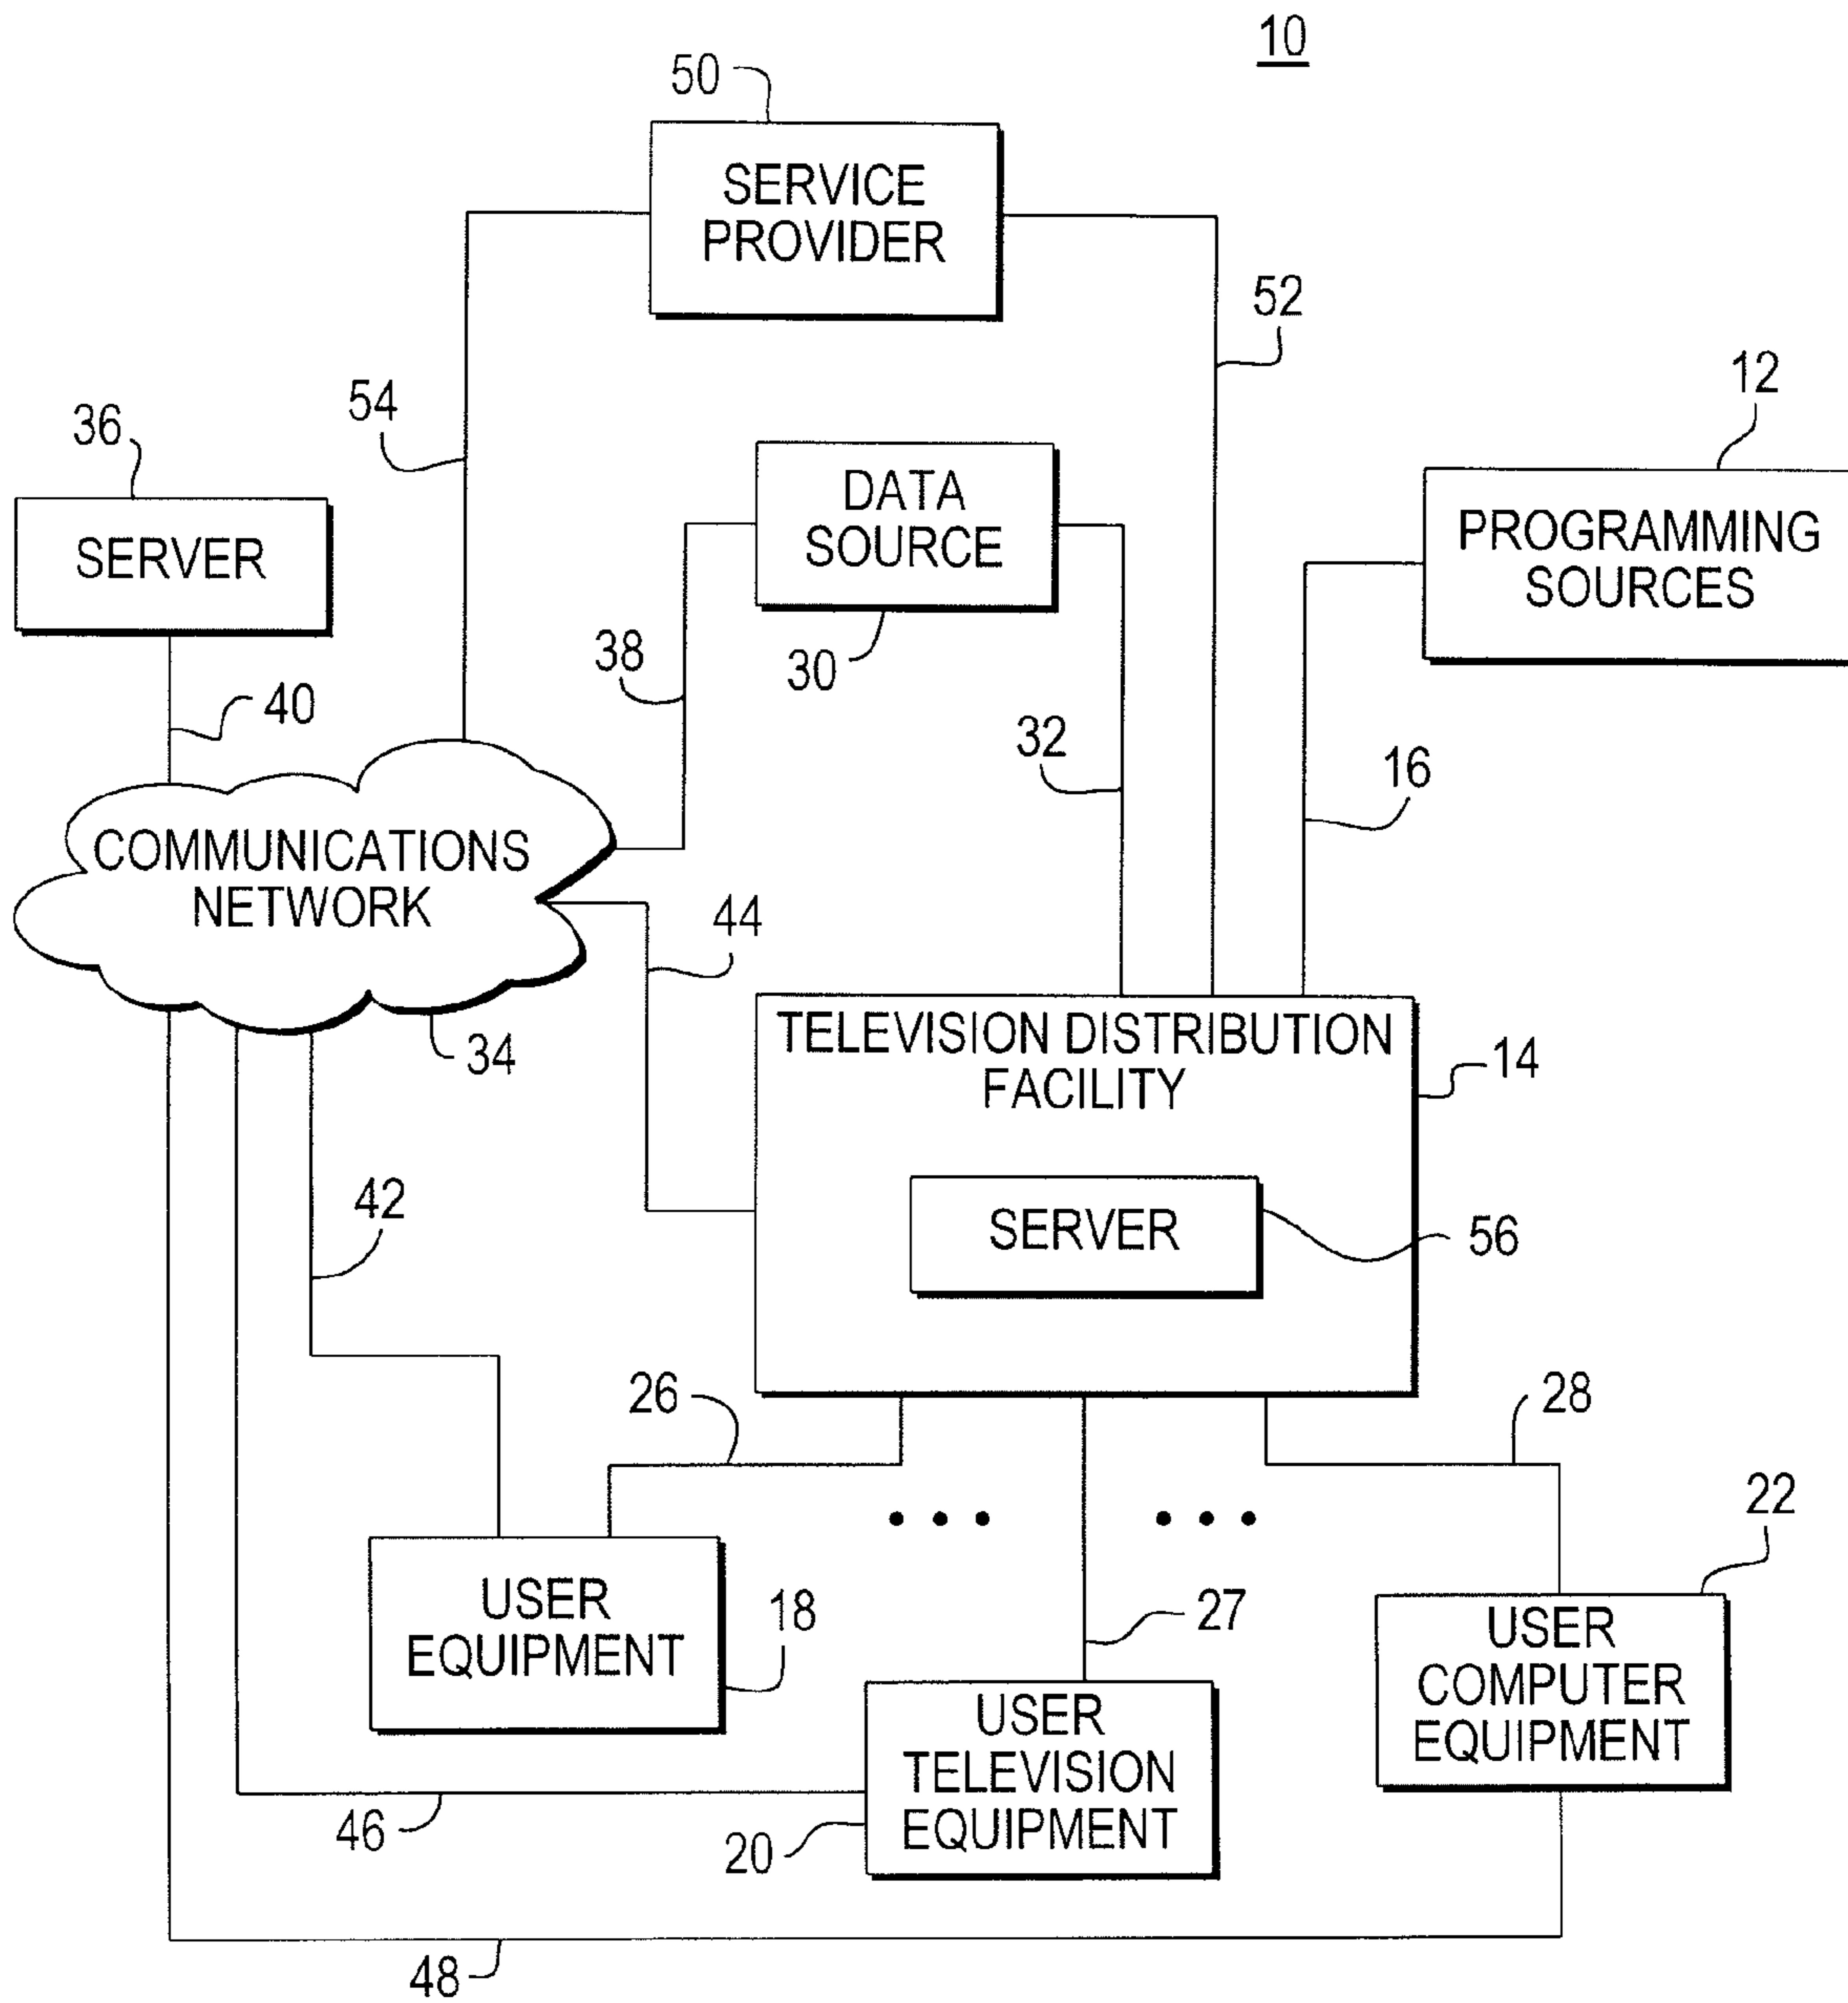 10
50
SERVICE
PROVIDER
52
12
54
36
DATA
SOURCE
PROGRAMMING
SOURCES
SERVER
38
30
40
32
16
COMMUNICATIONS
NETWORK
44
34
TELEVISION DISTRIBUTION
FACILITY
14
42
SERVER
56
26
28
22
USER
EQUIPMENT
18
27
USER
COMPUTER
EQUIPMENT
USER
TELEVISION
EQUIPMENT
46
20
48